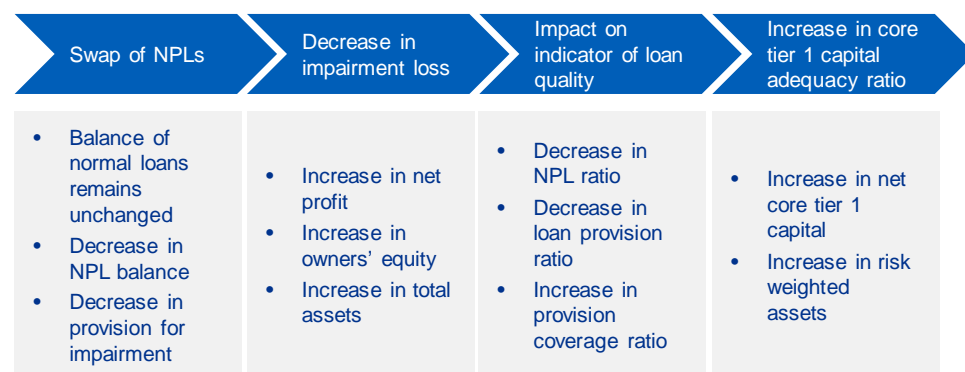 Swap of NPLs
Decrease in
impairment loss
Impact on
indicator of loan
quality
Increase in core
tier 1 capital
adequacy ratio
• Balance of
normal loans
remains
unchanged
• Decrease in
NPL balance
• Decrease in
provision for
impairment
• Increase in net
profit
• Increase in
owners' equity
• Increase in total
assets
• Decrease in
NPL ratio
• Decrease in
loan provision
ratio
• Increase in
provision
coverage ratio
• Increase in net
core tier 1
capital
• Increase in risk
weighted
assets